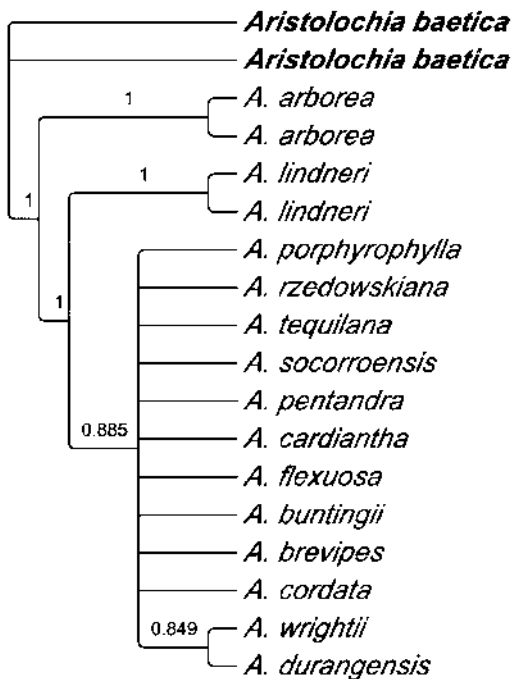 Aristolochia baetica
Aristolochia baetica
1
A. arborea
A. arborea
1
A. lindneri
1
A. lindneri
A. porphyrophylla
A. rzedowskiana
1
A. tequilana
A. socorroensis
A. pentandra
0.885
A. cardiantha
A. flexuosa
A. buntingii
A. brevipes
A. cordata
0.849
A. wrightii
A. durangensis